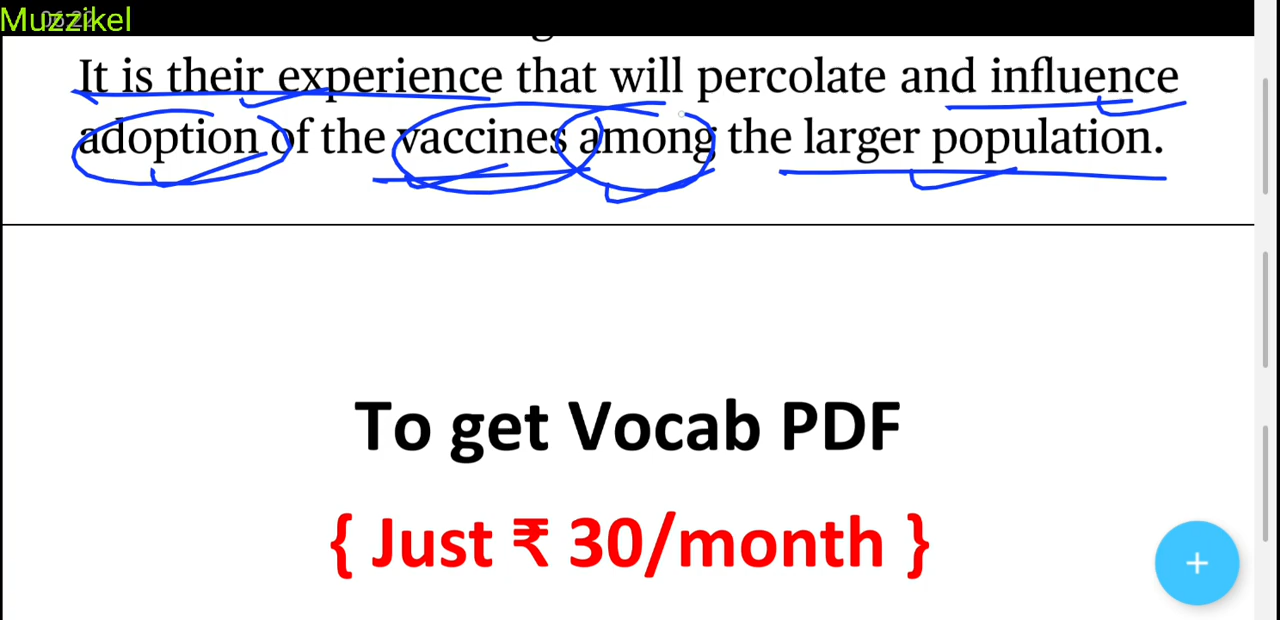 Muzzikel
It is their experience that will percolate and influence
adoption of the vaccines among the larger population.
To get Vocab PDF
{ Just ₹ 30/month }
+